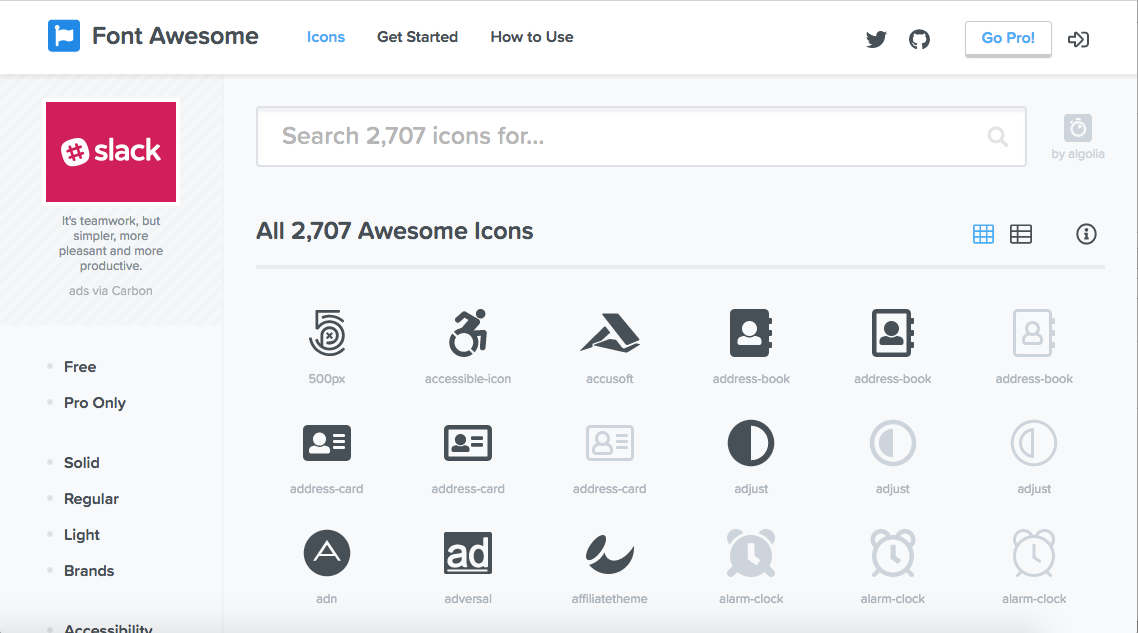 Font Awesome
Icons
Get Started
How to Use
Go Pro!
slack
It's teamwork, but
simpler, more
pleasant and more
productive.
ads via Carbon
Free
Pro Only
Solid
Regular
Light
Brands
Accessibility
Search 2,707 icons for...
by algolia
All 2,707 Awesome Icons
500px
accessible-icon
accusoft
address-book
address-book
address-book
address-card
address-card
address-card
adjust
adjust
adjust
ad
adn
adversal
affiliatetheme
alarm-clock
alarm-clock
alarm-clock